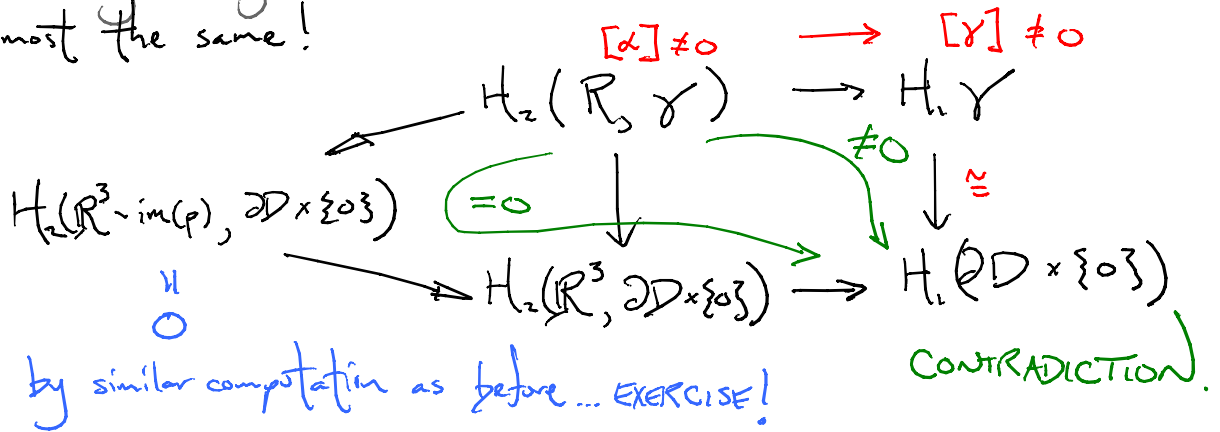 most the same!
[α] ≠ 0 → [γ] ≠ 0
H₂(R, γ) → H₁ γ
≠0
H₂(ℝ³ ~ im(p), ∂D × {0})
=0
≅
H₂(ℝ³, ∂D × {0}) → H₁(∂D × {0})
=
0
CONTRADICTION.
by similar computation as before... EXERCISE!